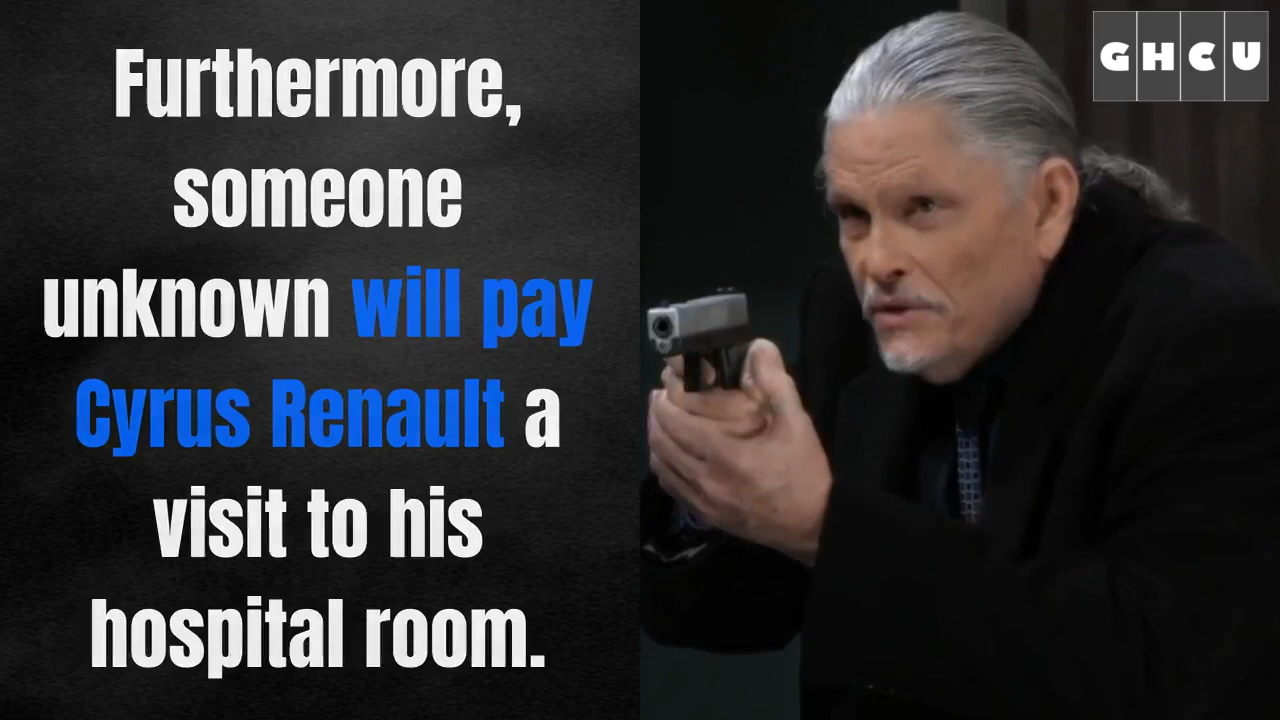 Furthermore,
someone
unknown will pay
Cyrus Renault a
visit to his
hospital room.
GHCU